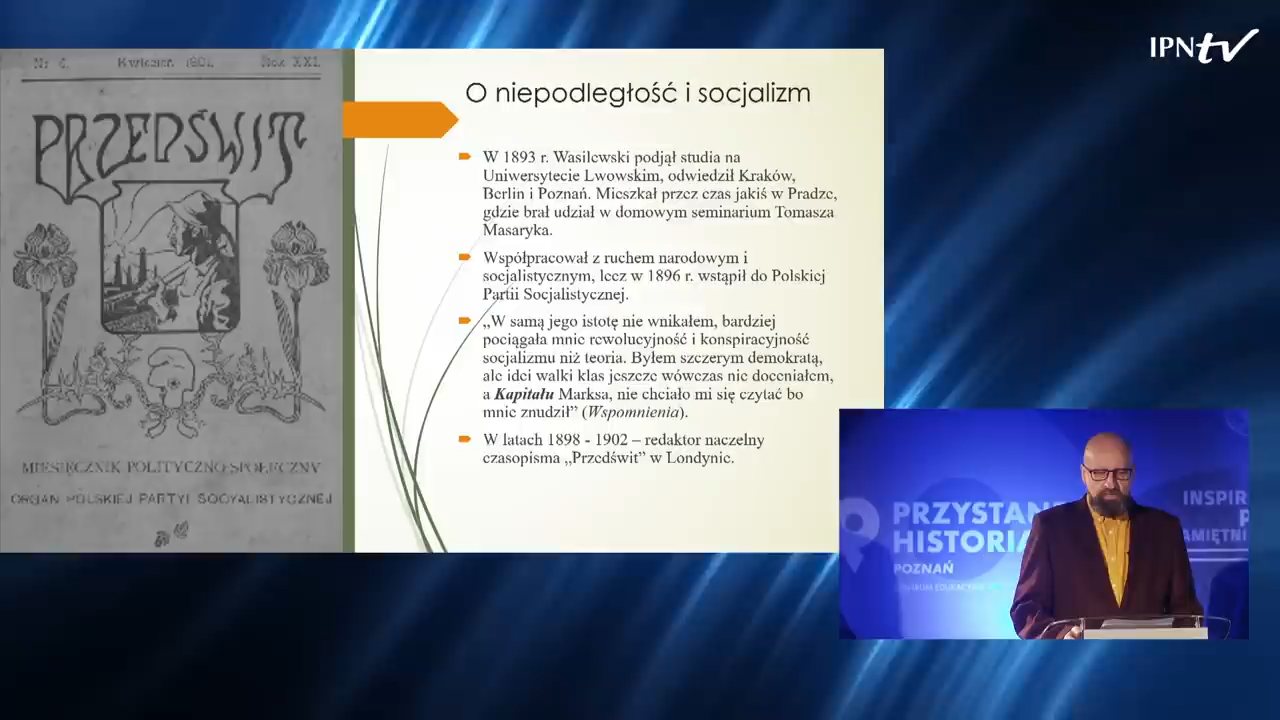 IPNtv
Nr 4. Kwiecień 1901. Rok XXI.
PRZEDŚWIT
MIESIĘCZNIK POLITYCZNO-SPOŁECZNY
ORGAN POLSKIEJ PARTYI SOCYALISTYCZNEJ
O niepodległość i socjalizm
W 1893 r. Wasilewski podjął studia na
Uniwersytecie Lwowskim, odwiedził Kraków,
Berlin i Poznań. Mieszkał przez czas jakiś w Pradze,
gdzie brał udział w domowym seminarium Tomasza
Masaryka.
Współpracował z ruchem narodowym i
socjalistycznym, lecz w 1896 r. wstąpił do Polskiej
Partii Socjalistycznej.
„W samą jego istotę nie wnikałem, bardziej
pociągała mnie rewolucyjność i konspiracyjność
socjalizmu niż teoria. Byłem szczerym demokratą,
ale idei walki klas jeszcze wówczas nie doceniałem,
a Kapitału Marksa, nie chciało mi się czytać bo
mnie znudził” (Wspomnienia).
W latach 1898 - 1902 – redaktor naczelny
czasopisma „Przedświt” w Londynie.
PRZYSTAN
HISTORIA
POZNAŃ
INSPIR
P
AMIĘTNI